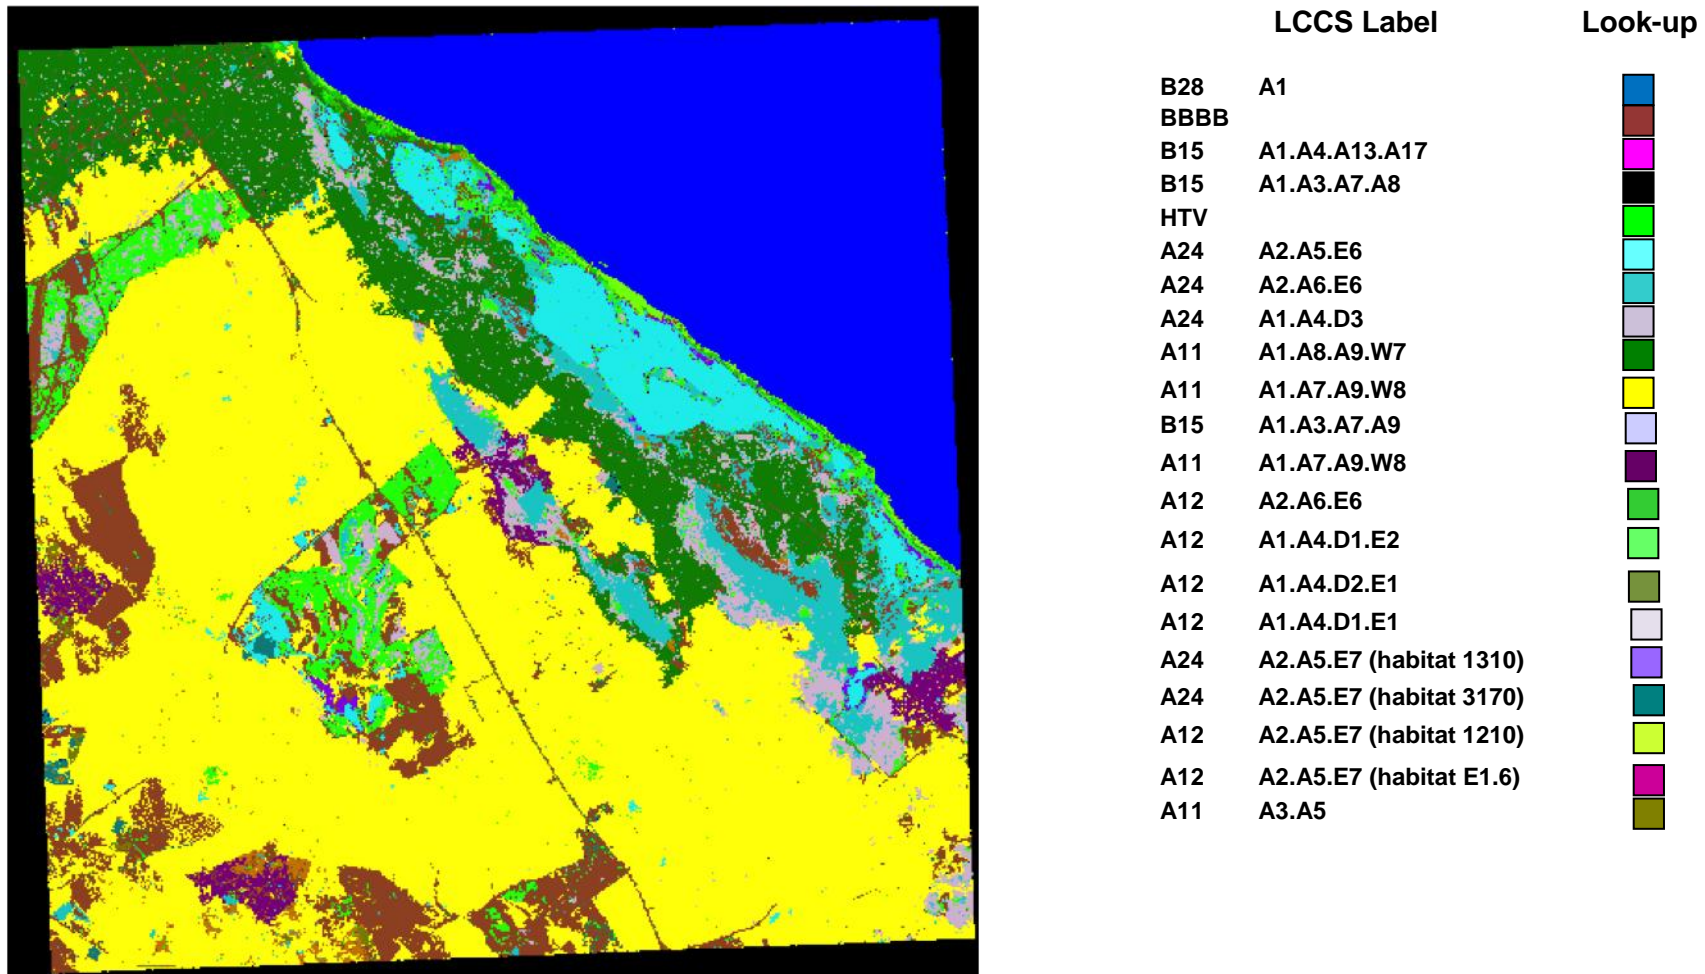 LCCS Label Look-up
B28 A1
BBBB
B15 A1.A4.A13.A17
B15 A1.A3.A7.A8
HTV
A24 A2.A5.E6
A24 A2.A6.E6
A24 A1.A4.D3
A11 A1.A8.A9.W7
A11 A1.A7.A9.W8
B15 A1.A3.A7.A9
A11 A1.A7.A9.W8
A12 A2.A6.E6
A12 A1.A4.D1.E2
A12 A1.A4.D2.E1
A12 A1.A4.D1.E1
A24 A2.A5.E7 (habitat 1310)
A24 A2.A5.E7 (habitat 3170)
A12 A2.A5.E7 (habitat 1210)
A12 A2.A5.E7 (habitat E1.6)
A11 A3.A5